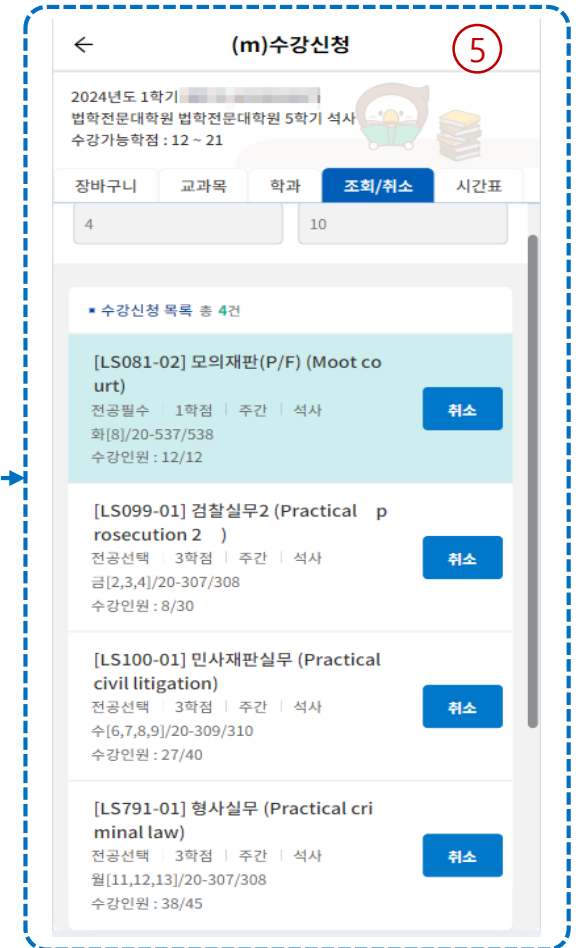 ←
(m)수강신청
5
2024년도 1학기
법학전문대학원 법학전문대학원 5학기 석사
수강가능학점 : 12 ~ 21
장바구니 교과목 학과 조회/취소 시간표
4 10
수강신청 목록 총 4건
[LS081-02] 모의재판(P/F) (Moot co
urt)
전공필수 | 1학점 | 주간 | 석사
취소
화[8]/20-537/538
수강인원 : 12/12
[LS099-01] 검찰실무2 (Practical p
rosecution 2 )
전공선택 | 3학점 | 주간 | 석사
취소
금[2,3,4]/20-307/308
수강인원 : 8/30
[LS100-01] 민사재판실무 (Practical
civil litigation)
전공선택 | 3학점 | 주간 | 석사
취소
수[6,7,8,9]/20-309/310
수강인원 : 27/40
[LS791-01] 형사실무 (Practical cri
minal law)
전공선택 | 3학점 | 주간 | 석사
취소
월[11,12,13]/20-307/308
수강인원 : 38/45